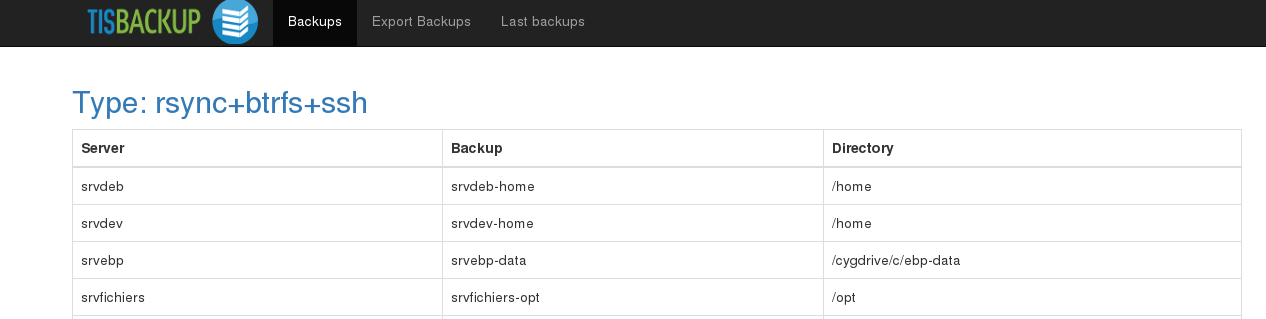 TISBACKUP Backups Export Backups Last backups
Type: rsync+btrfs+ssh
Server Backup Directory
srvdeb srvdeb-home /home
srvdev srvdev-home /home
srvebp srvebp-data /cygdrive/c/ebp-data
srvfichiers srvfichiers-opt /opt